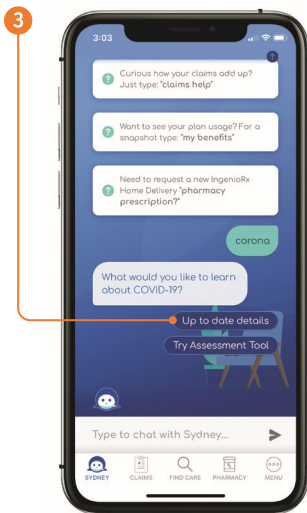 3
3:03
Curious how your claims add up?
Just type: "claims help"
Want to see your plan usage? For a
snapshot type: "my benefits"
Need to request a new IngenioRx
Home Delivery "pharmacy
prescription?"
corona
What would you like to learn
about COVID-19?
Up to date details
Try Assessment Tool
Type to chat with Sydney...
SYDNEY CLAIMS FIND CARE PHARMACY MENU